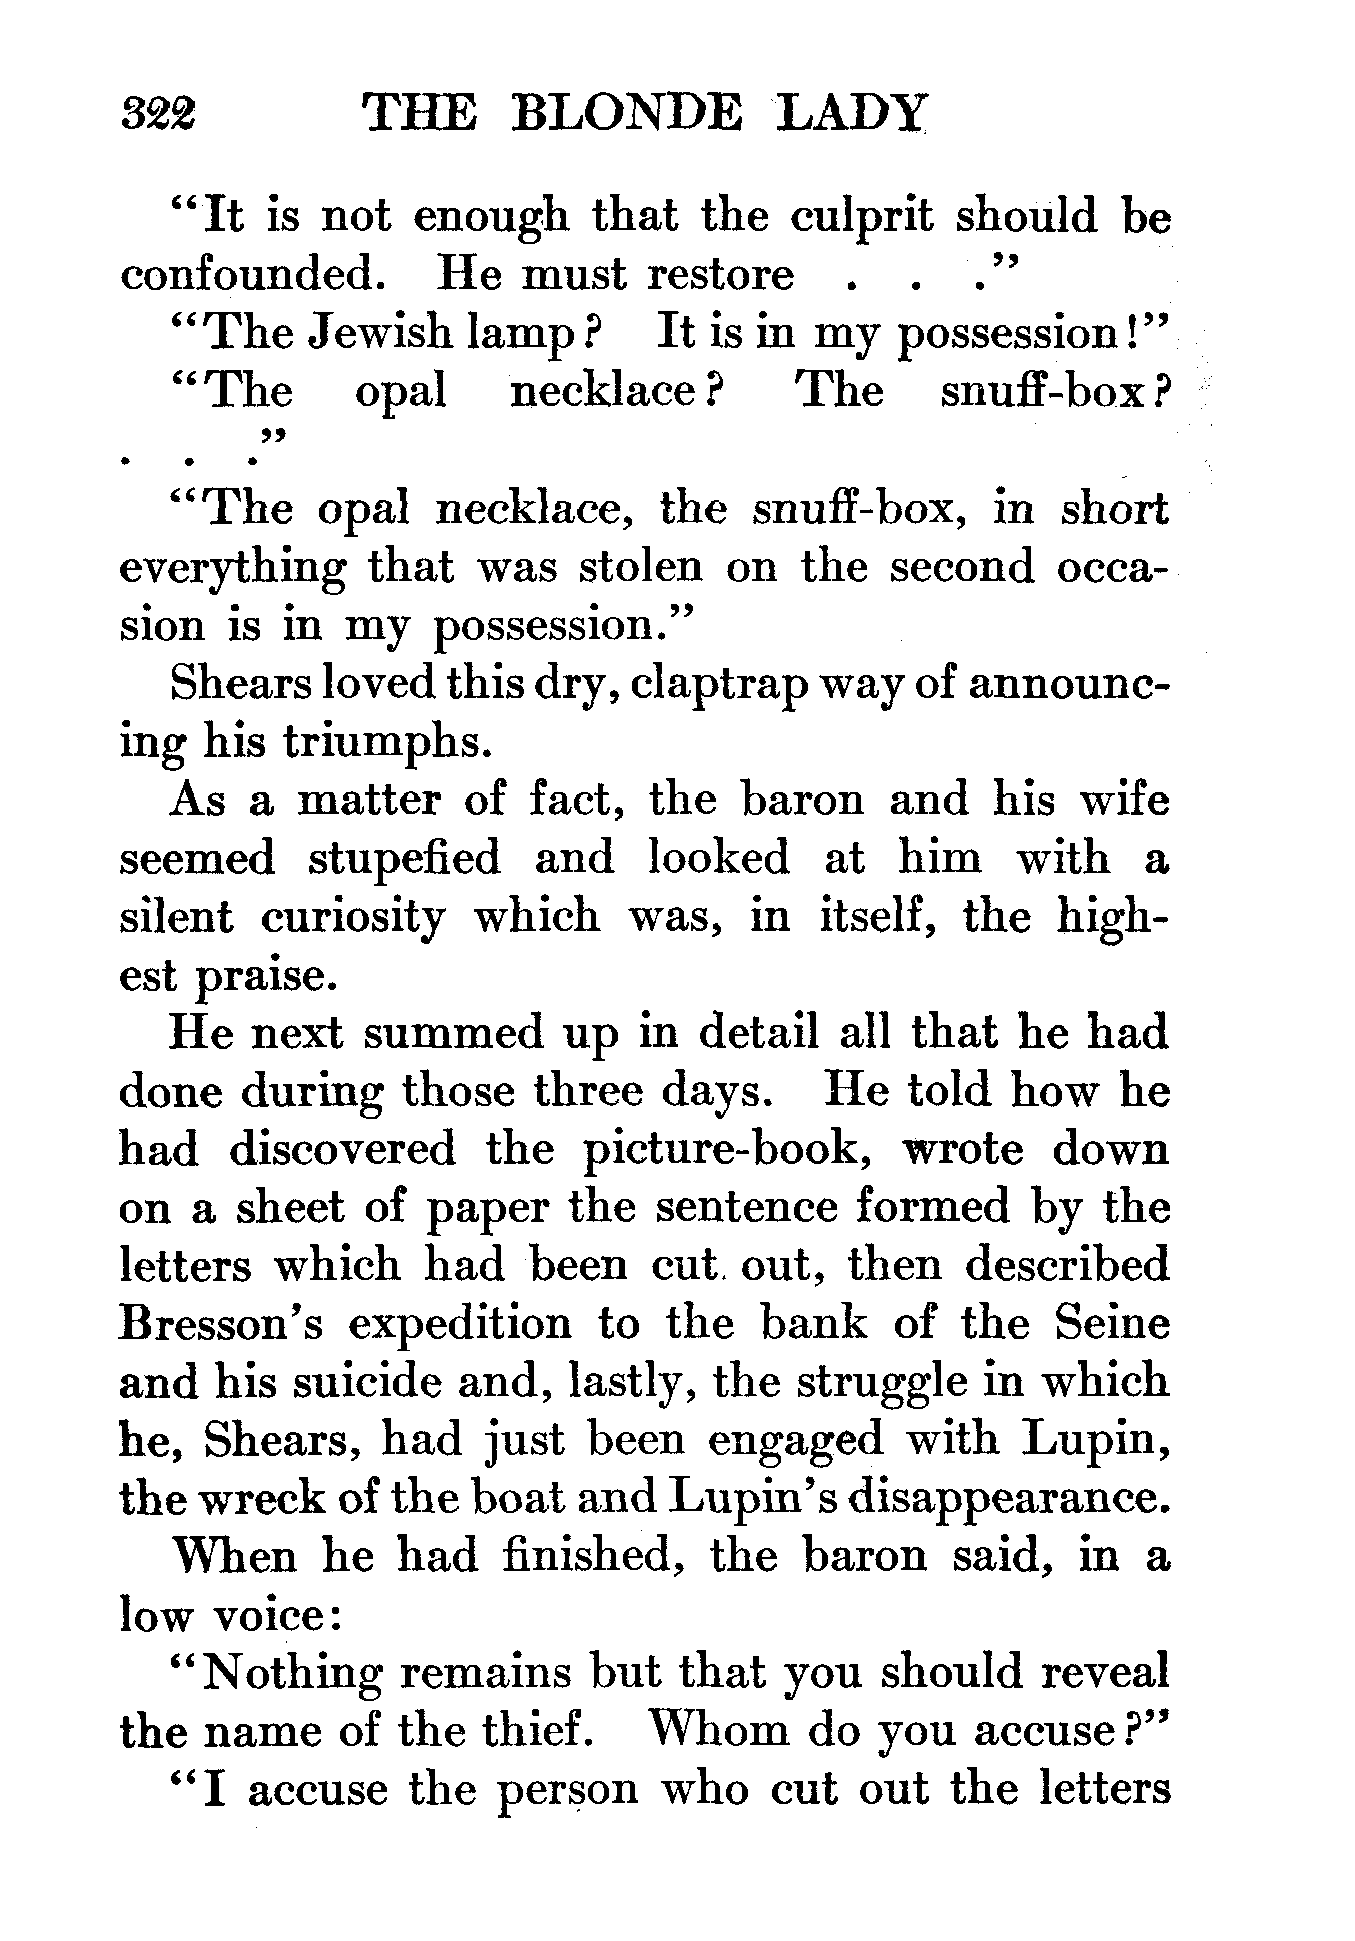 322 THE BLONDE LADY
“It is not enough that the culprit should be
confounded. He must restore . . .”
“The Jewish lamp? It is in my possession!”
“The opal necklace? The snuff-box?
. . .”
“The opal necklace, the snuff-box, in short
everything that was stolen on the second occa-
sion is in my possession.”
Shears loved this dry, claptrap way of announc-
ing his triumphs.
As a matter of fact, the baron and his wife
seemed stupefied and looked at him with a
silent curiosity which was, in itself, the high-
est praise.
He next summed up in detail all that he had
done during those three days. He told how he
had discovered the picture-book, wrote down
on a sheet of paper the sentence formed by the
letters which had been cut out, then described
Bresson’s expedition to the bank of the Seine
and his suicide and, lastly, the struggle in which
he, Shears, had just been engaged with Lupin,
the wreck of the boat and Lupin’s disappearance.
When he had finished, the baron said, in a
low voice:
“Nothing remains but that you should reveal
the name of the thief. Whom do you accuse?”
“I accuse the person who cut out the letters